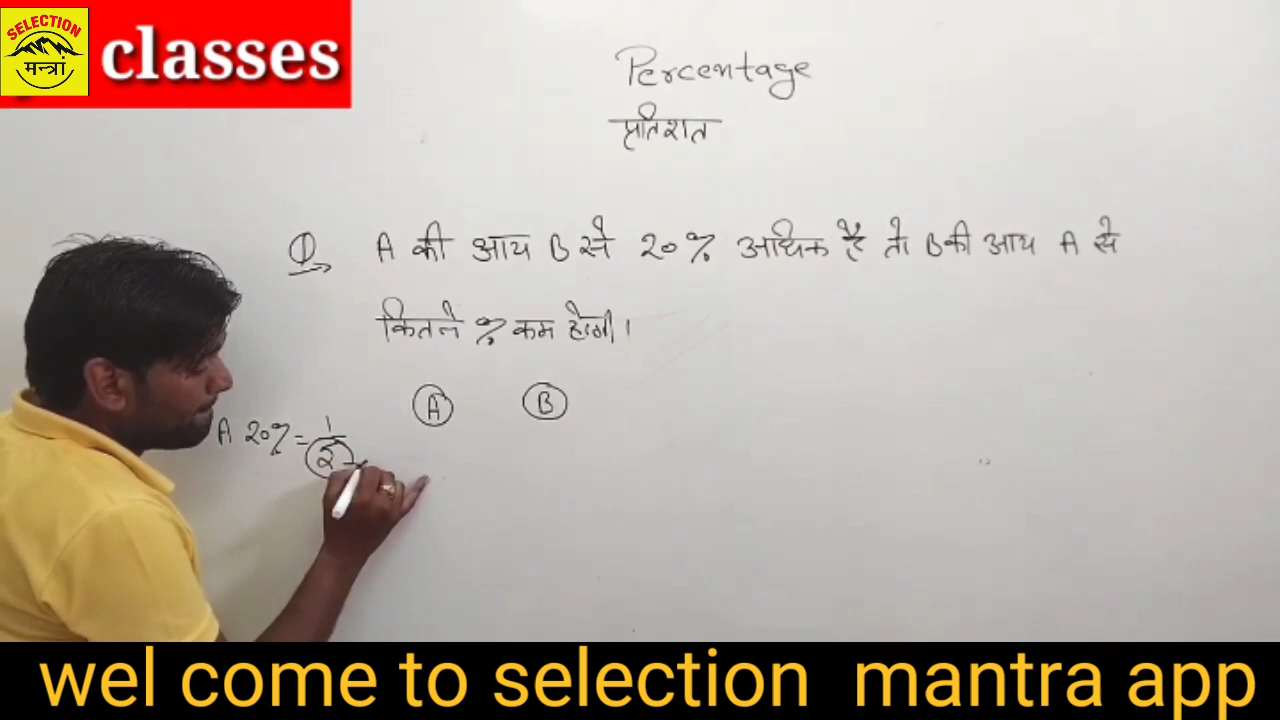 SELECTION
मन्त्रां
classes
Percentage
प्रतिशत
Q A की आय B से 20% अधिक है तो B की आय A से
कितने % कम होगी।
A B
A 20% = 1/5
wel come to selection mantra app